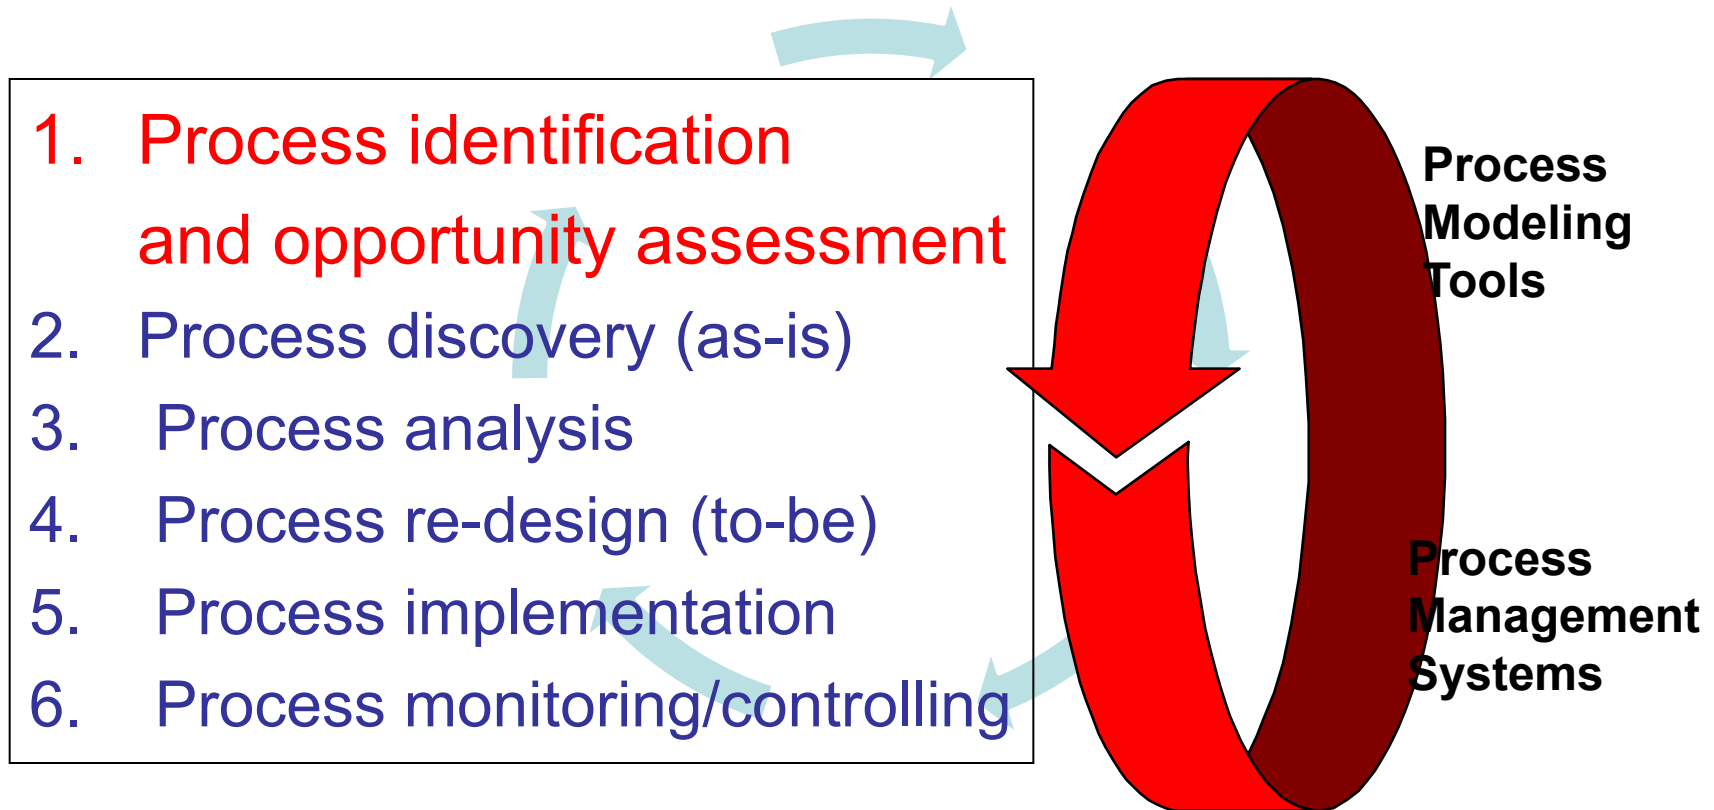 1. Process identification
and opportunity assessment
2. Process discovery (as-is)
3. Process analysis
4. Process re-design (to-be)
5. Process implementation
6. Process monitoring/controlling
Process
Modeling
Tools
Process
Management
Systems